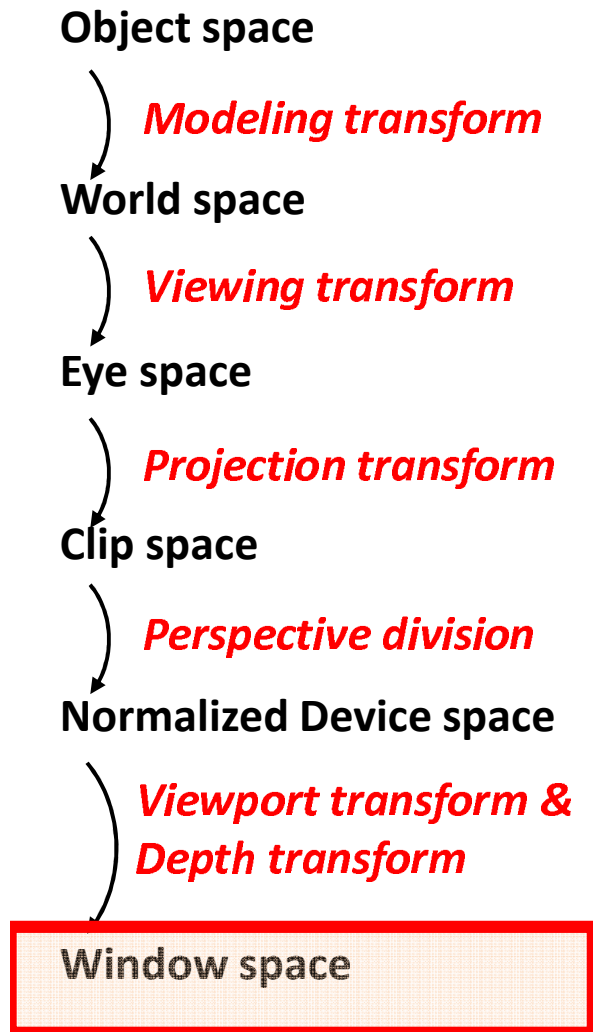 Object space
Modeling transform
World space
Viewing transform
Eye space
Projection transform
Clip space
Perspective division
Normalized Device space
Viewport transform &
Depth transform
Window space